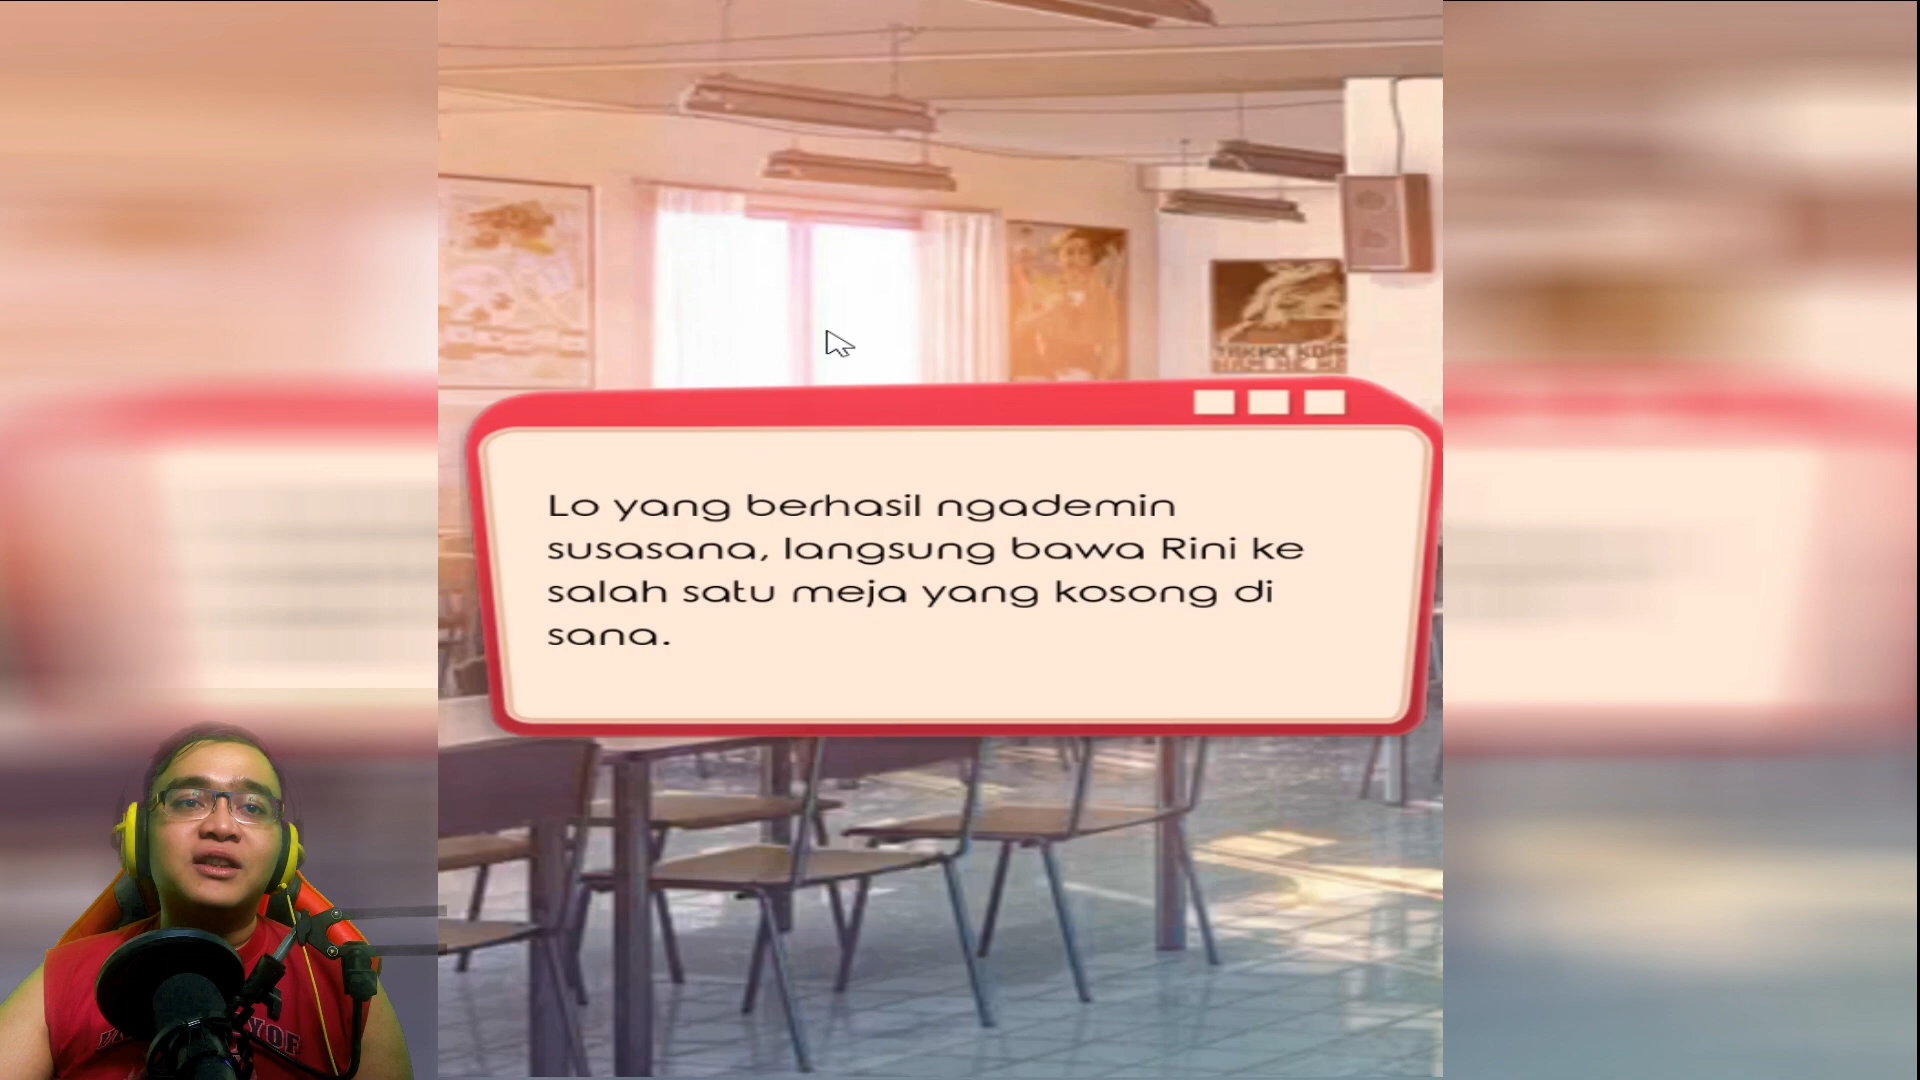 Lo yang berhasil ngademin
susasana, langsung bawa Rini ke
salah satu meja yang kosong di
sana.